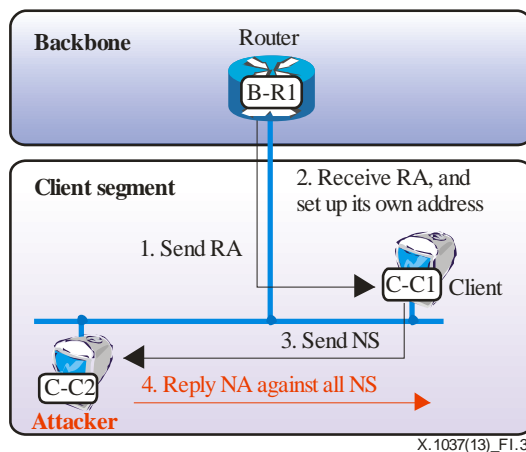 Backbone
Router
B-R1
Client segment
2. Receive RA, and
set up its own address
1. Send RA
C-C1
Client
3. Send NS
C-C2
4. Reply NA against all NS
Attacker
X.1037(13)_FI.3